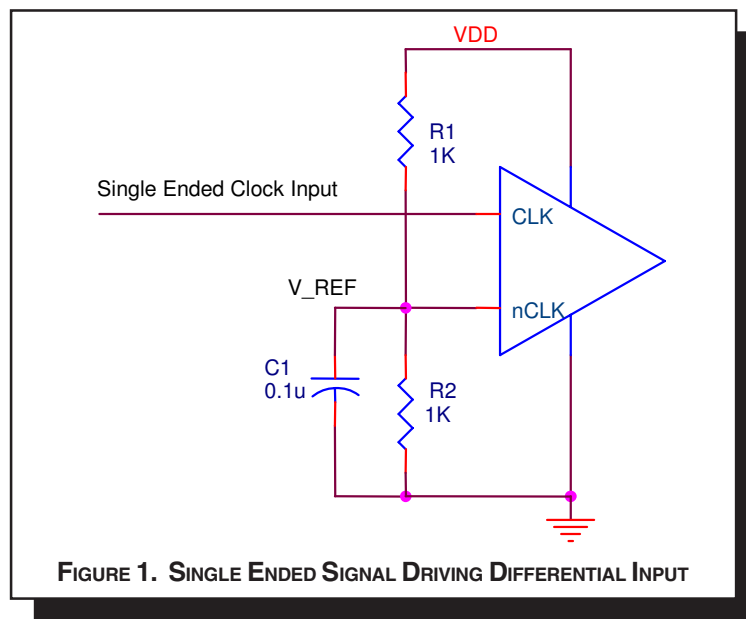 VDD
R1
1K
Single Ended Clock Input
CLK
V_REF
nCLK
C1
0.1u
R2
1K
FIGURE 1. SINGLE ENDED SIGNAL DRIVING DIFFERENTIAL INPUT